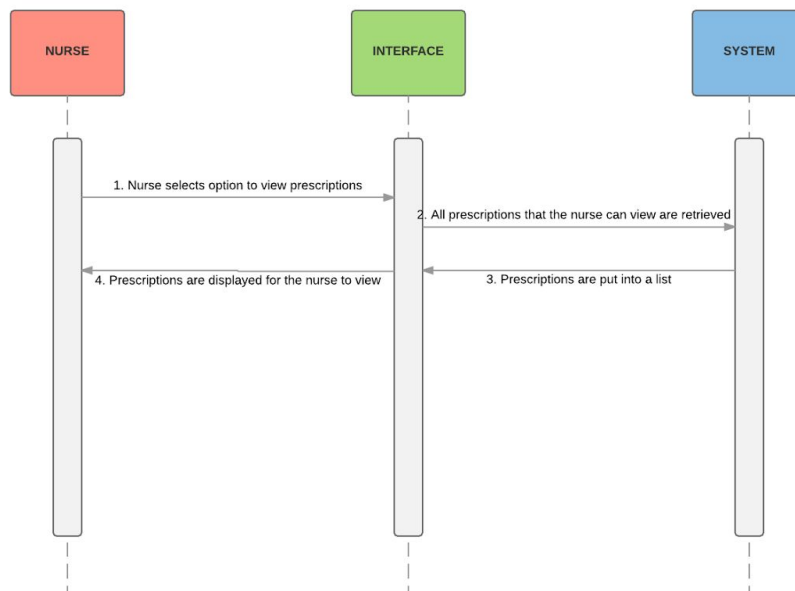 NURSE
INTERFACE
SYSTEM
1. Nurse selects option to view prescriptions
2. All prescriptions that the nurse can view are retrieved
3. Prescriptions are put into a list
4. Prescriptions are displayed for the nurse to view